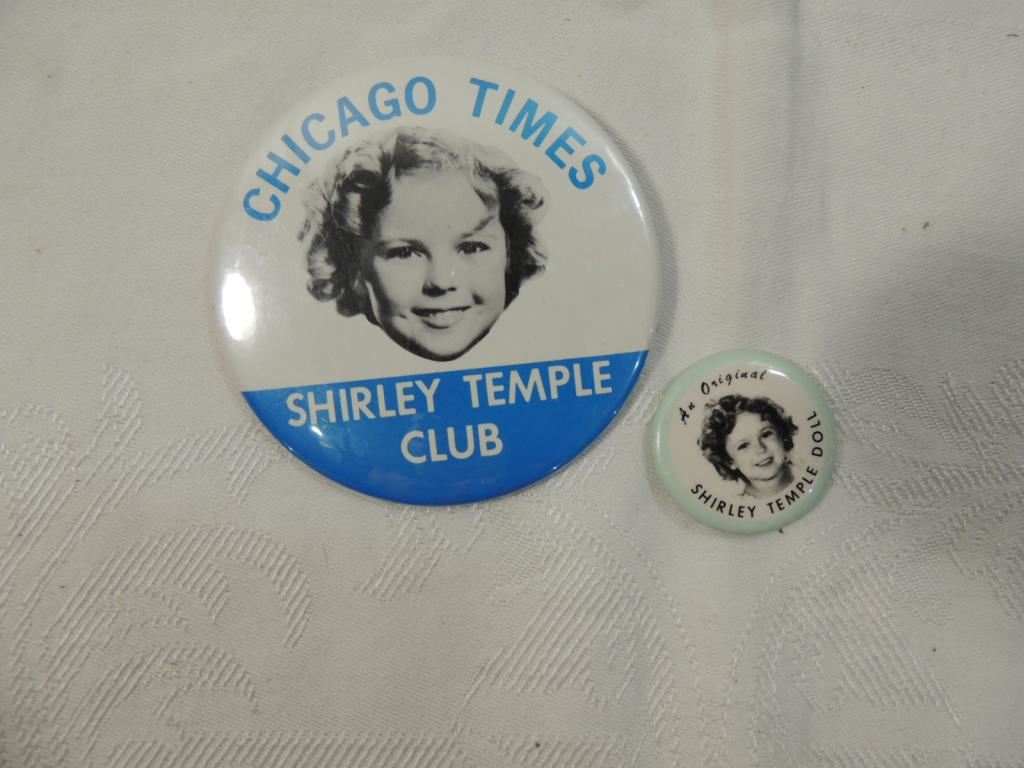 CHICAGO TIMES
SHIRLEY TEMPLE
CLUB
An Original
SHIRLEY TEMPLE DOLL